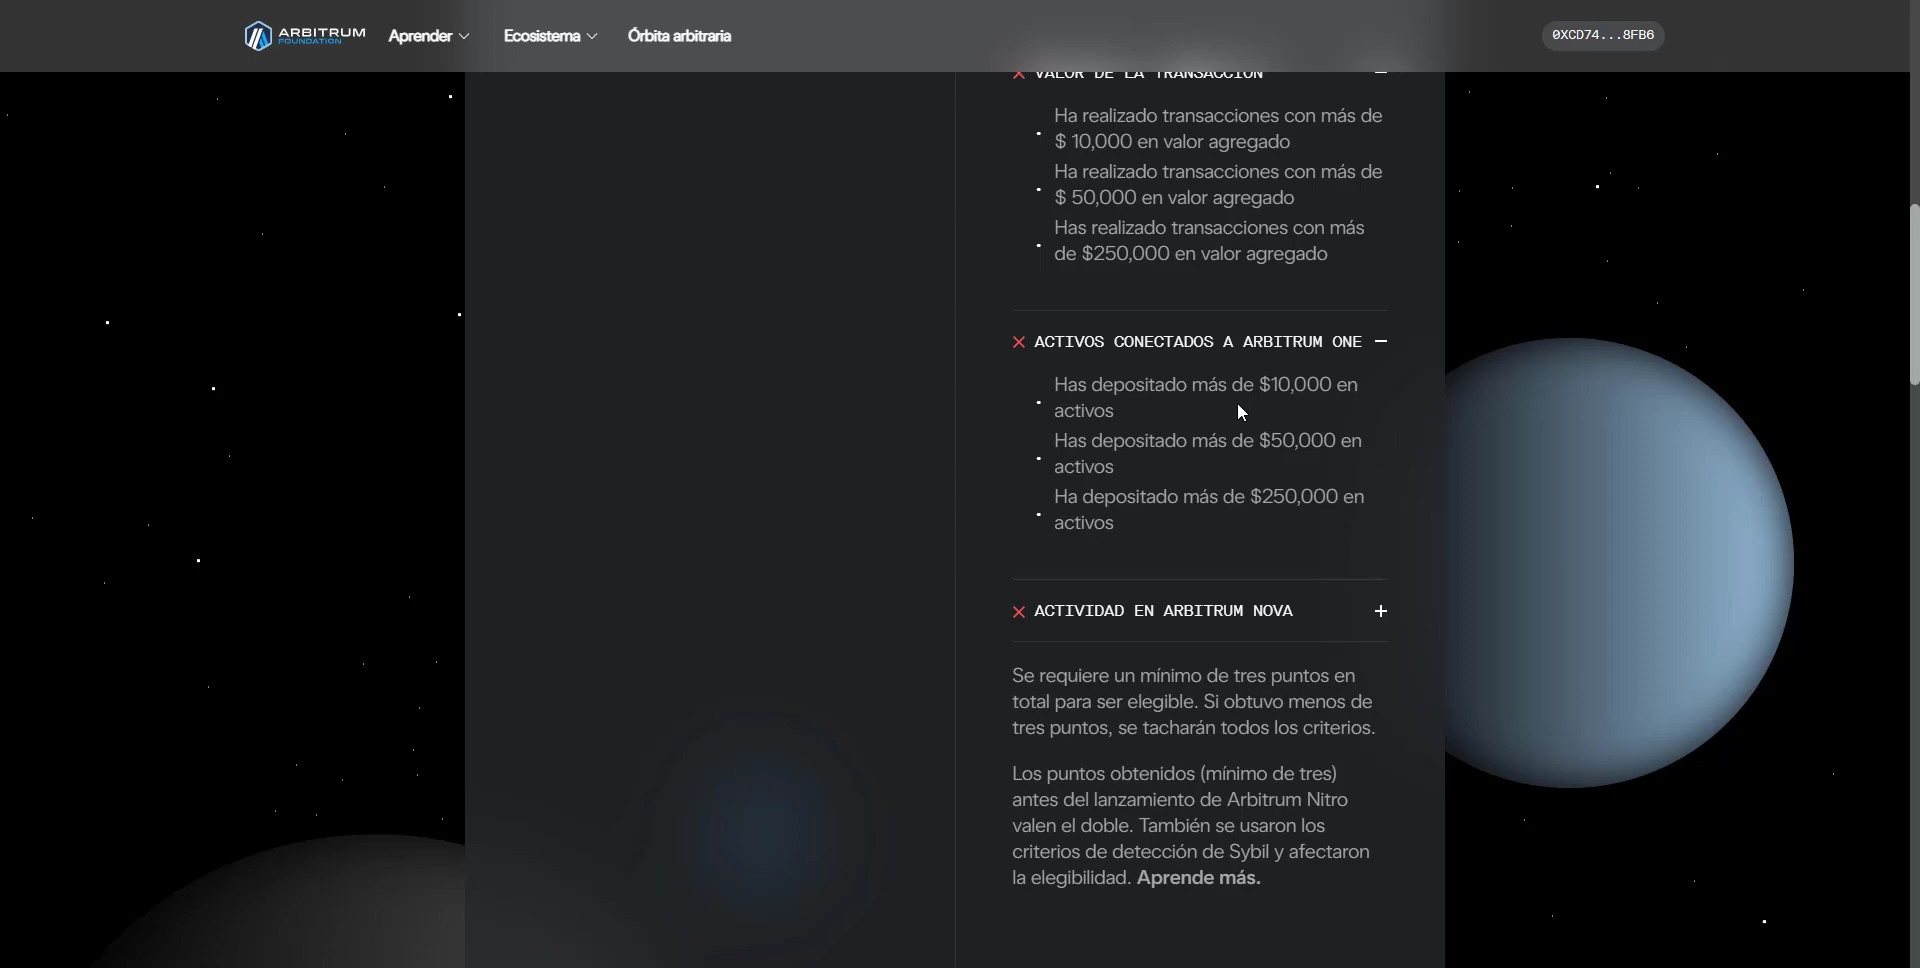 ARBITRUM
FOUNDATION
Aprender
Ecosistema
Órbita arbitraria
0XCD74...8FB6
VALOR DE LA TRANSACCIÓN
Ha realizado transacciones con más de
$ 10,000 en valor agregado
Ha realizado transacciones con más de
$ 50,000 en valor agregado
Has realizado transacciones con más
de $250,000 en valor agregado
ACTIVOS CONECTADOS A ARBITRUM ONE
Has depositado más de $10,000 en
activos
Has depositado más de $50,000 en
activos
Ha depositado más de $250,000 en
activos
ACTIVIDAD EN ARBITRUM NOVA
Se requiere un mínimo de tres puntos en
total para ser elegible. Si obtuvo menos de
tres puntos, se tacharán todos los criterios.
Los puntos obtenidos (mínimo de tres)
antes del lanzamiento de Arbitrum Nitro
valen el doble. También se usaron los
criterios de detección de Sybil y afectaron
la elegibilidad. Aprende más.